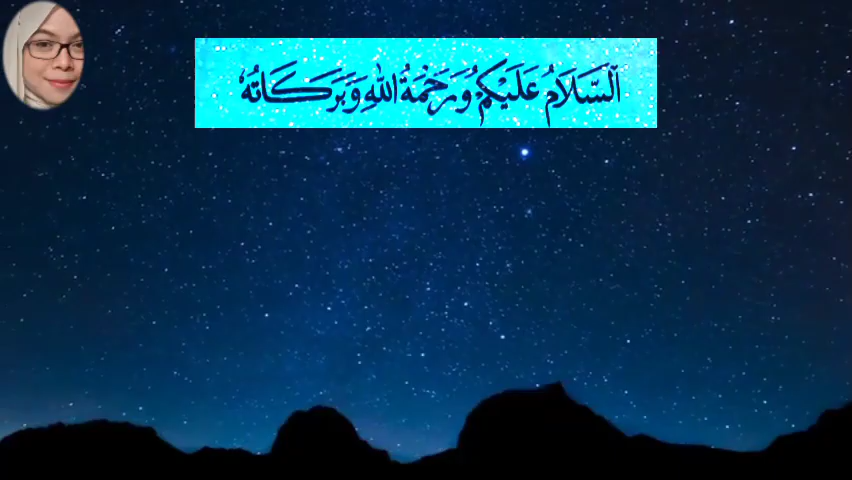 اَلسَّلَامُ عَلَيْكُمْ وَرَحْمَةُ اللهِ وَبَرَكَاتُهُ